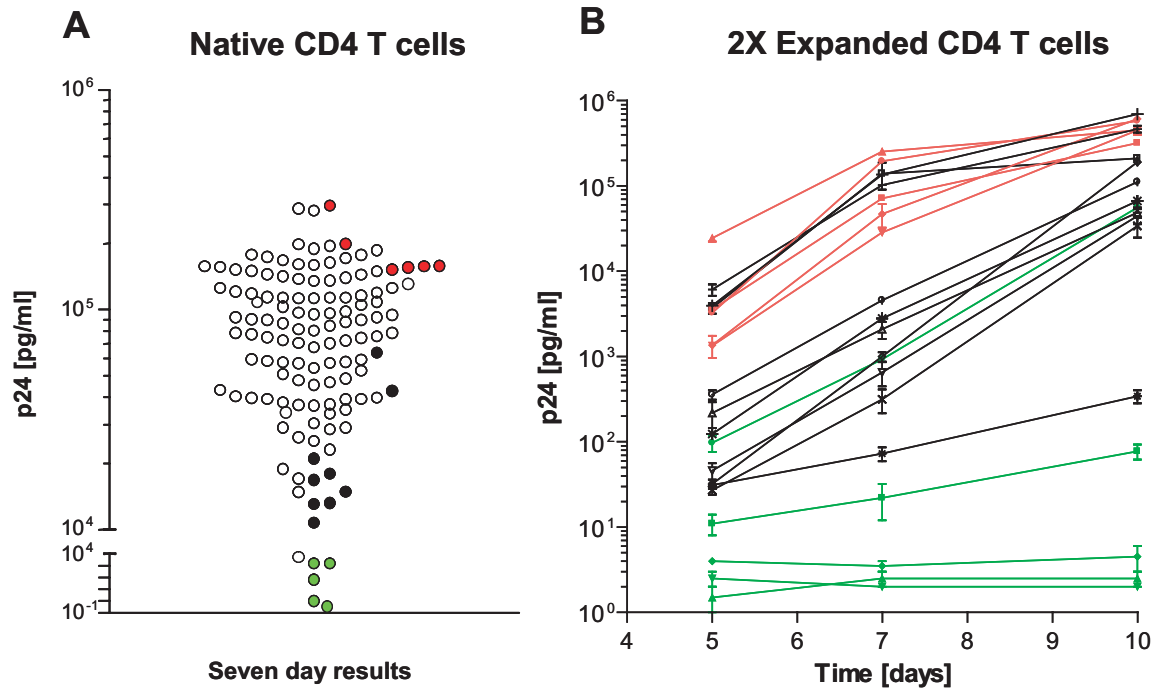 A
Native CD4 T cells
10^6
10^5
10^4
10^4
10^-1
p24 [pg/ml]
Seven day results
B
2X Expanded CD4 T cells
10^6
10^5
10^4
10^3
10^2
10^1
10^0
p24 [pg/ml]
4 5 6 7 8 9 10
Time [days]